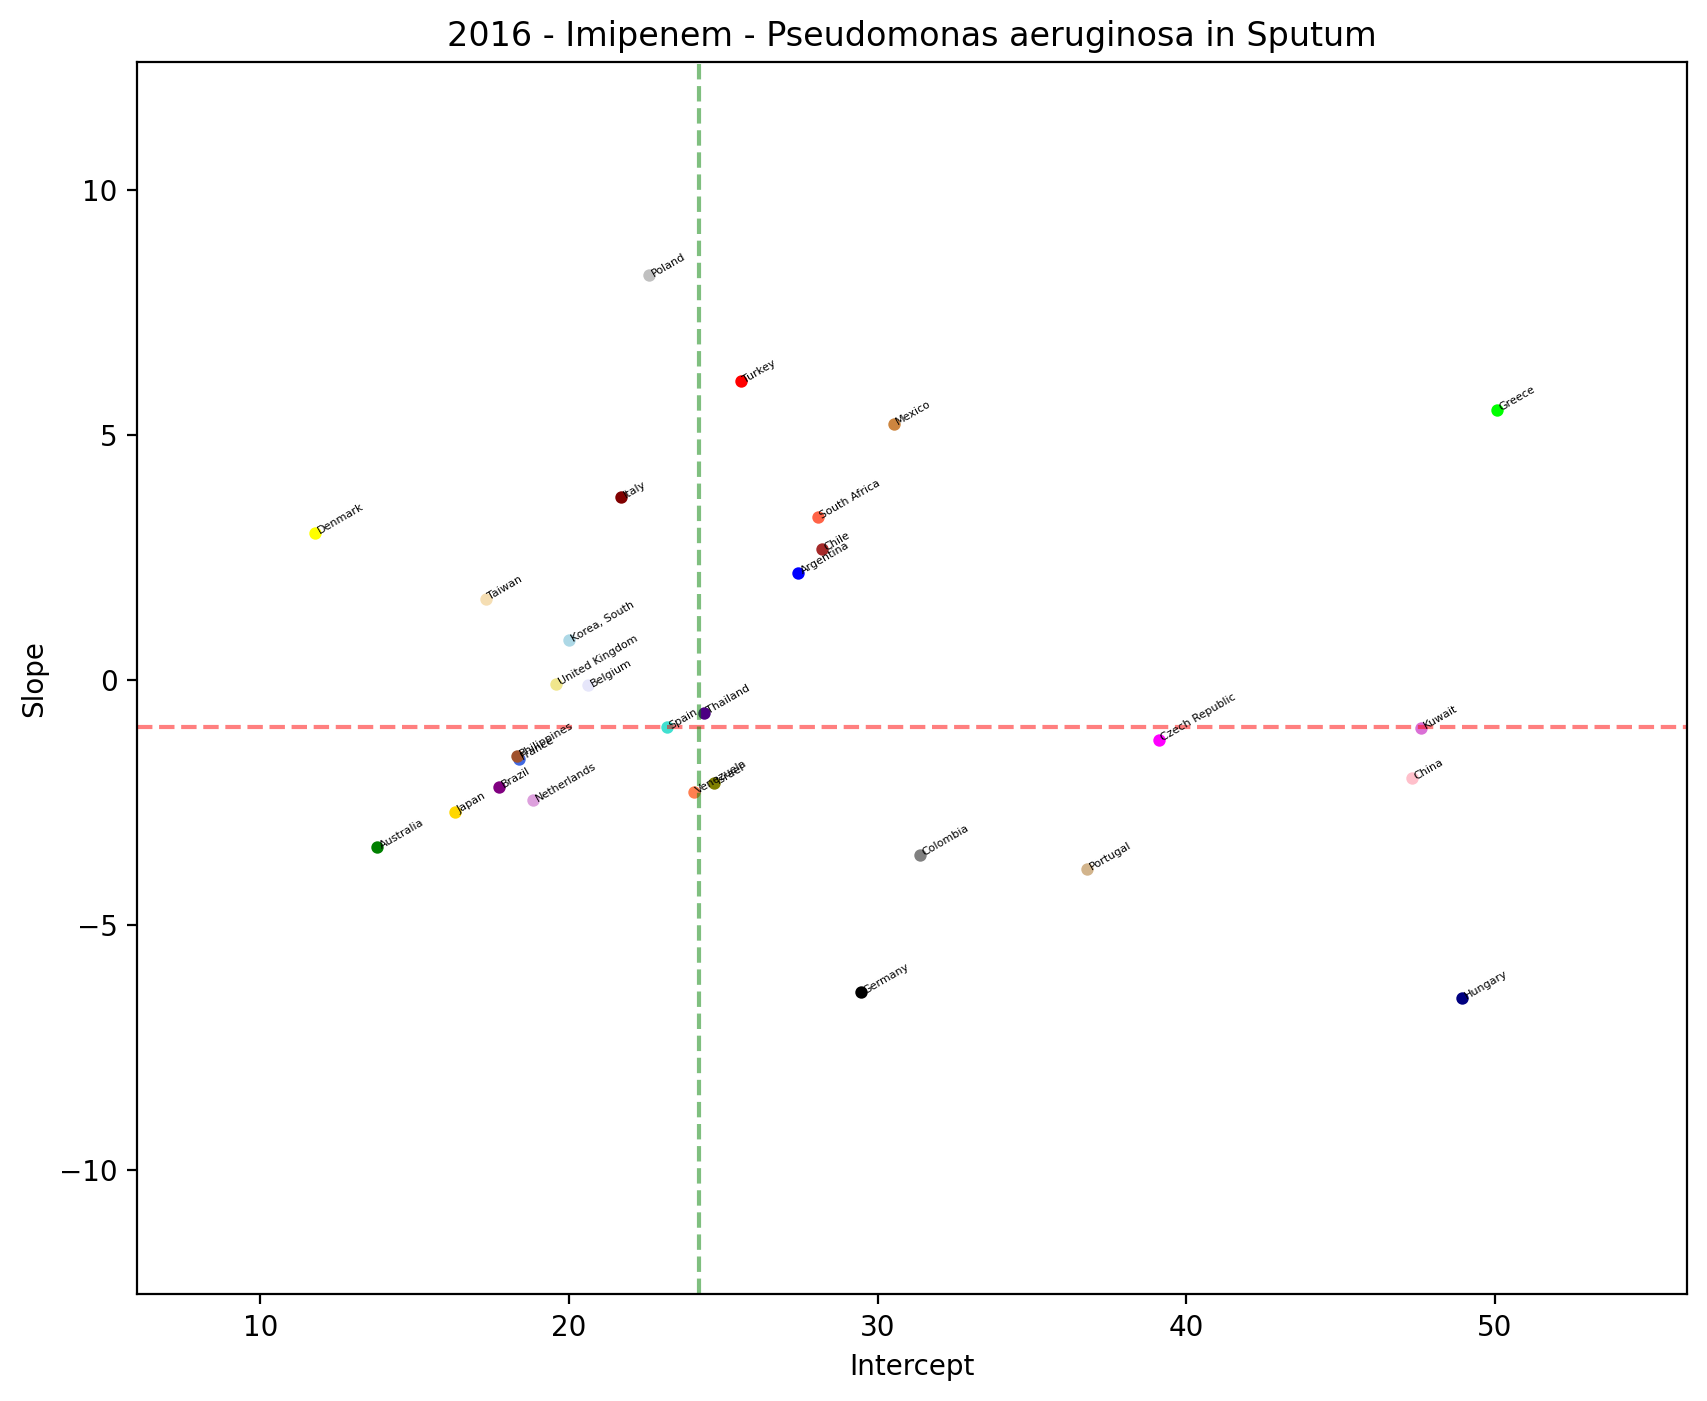 2016 - Imipenem - Pseudomonas aeruginosa in Sputum
10
5
0
−5
−10
Slope
Poland
Turkey
Mexico
Greece
Italy
South Africa
Denmark
Chile
Argentina
Taiwan
Korea, South
United Kingdom
Belgium
Thailand
Spain
Czech Republic
Kuwait
Philippines
France
China
Brazil
Netherlands
Venezuela
Israel
Japan
Australia
Colombia
Portugal
Germany
Hungary
10
20
30
40
50
Intercept